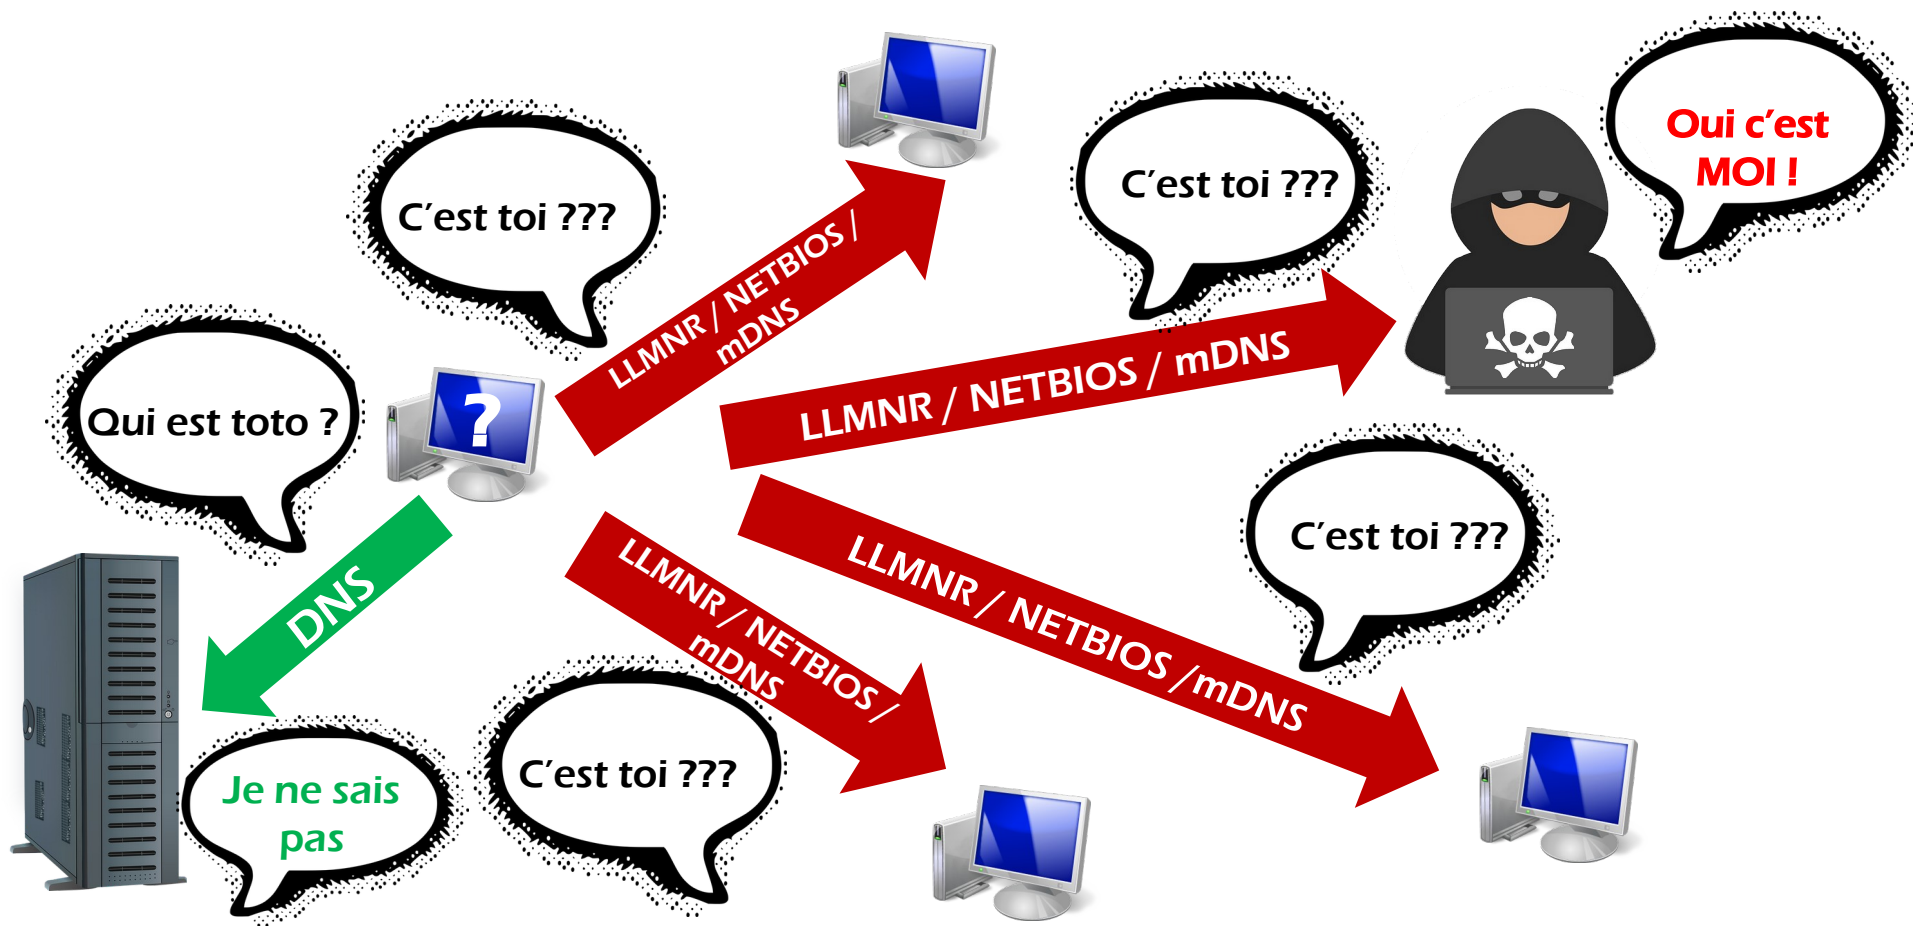 Oui c'est
MOI !
C'est toi ???
C'est toi ???
LLMNR / NETBIOS /
mDNS
LLMNR / NETBIOS / mDNS
Qui est toto ?
?
DNS
C'est toi ???
LLMNR / NETBIOS /mDNS
LLMNR / NETBIOS /
mDNS
C'est toi ???
Je ne sais
pas